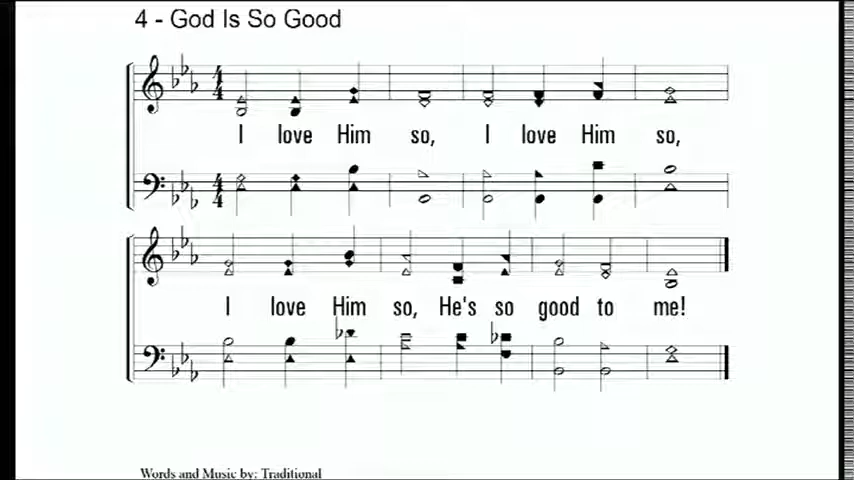 4 - God Is So Good
I love Him so, I love Him so,
I love Him so, He's so good to me!
Words and Music by: Traditional